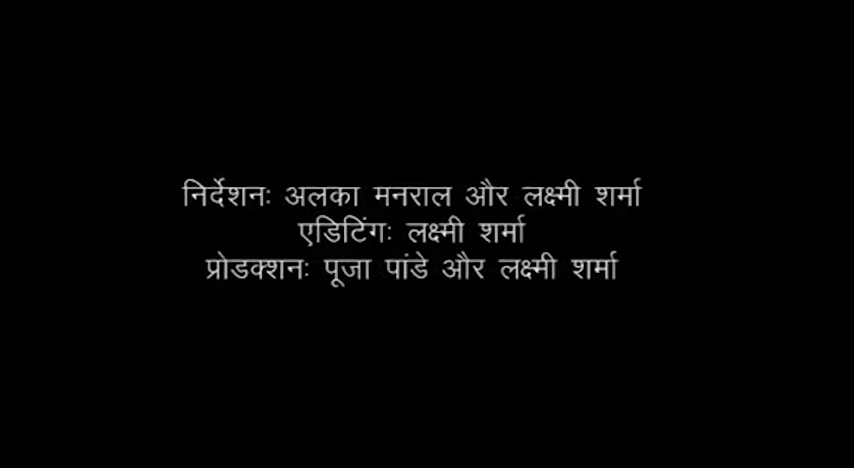 निर्देशनः अलका मनराल और लक्ष्मी शर्मा
एडिटिंगः लक्ष्मी शर्मा
प्रोडक्शनः पूजा पांडे और लक्ष्मी शर्मा